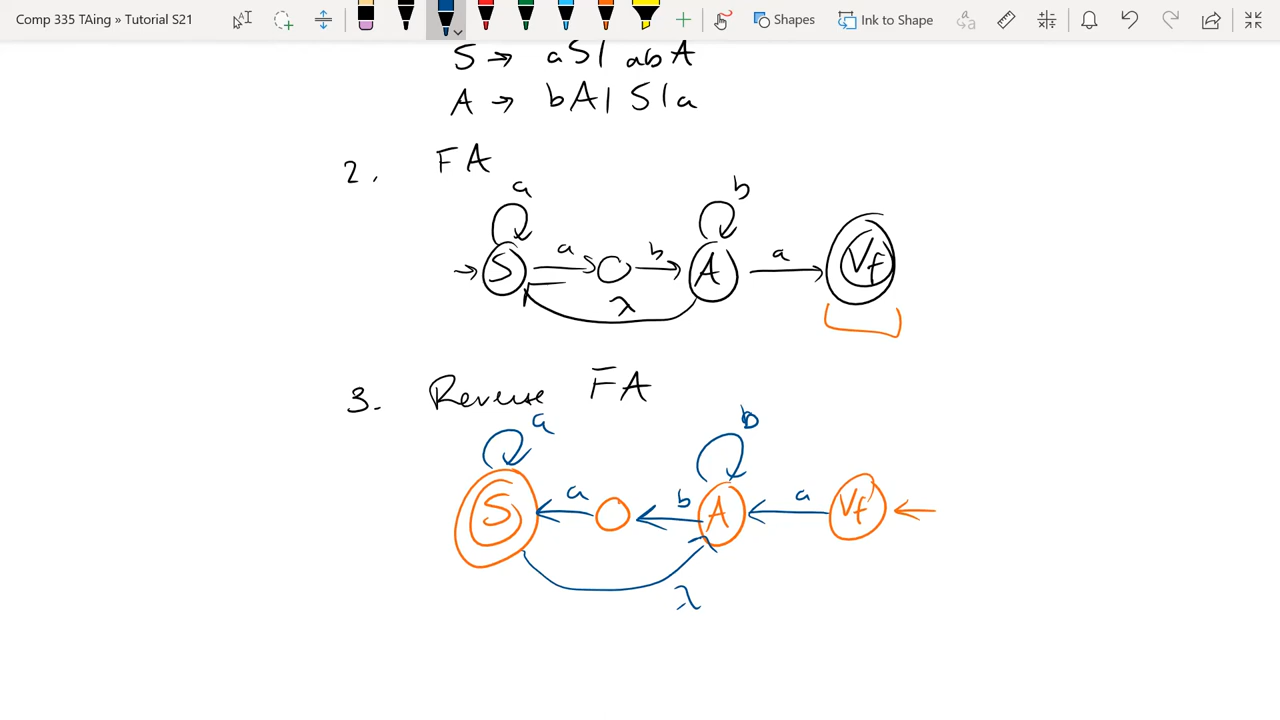 Comp 335 TAing » Tutorial S21
Shapes
Ink to Shape
S → aS| abA
A → bA| S|a
2. FA
a b
S a b A a Vf
λ
3. Reverse FA
a b
S a b A a Vf
λ